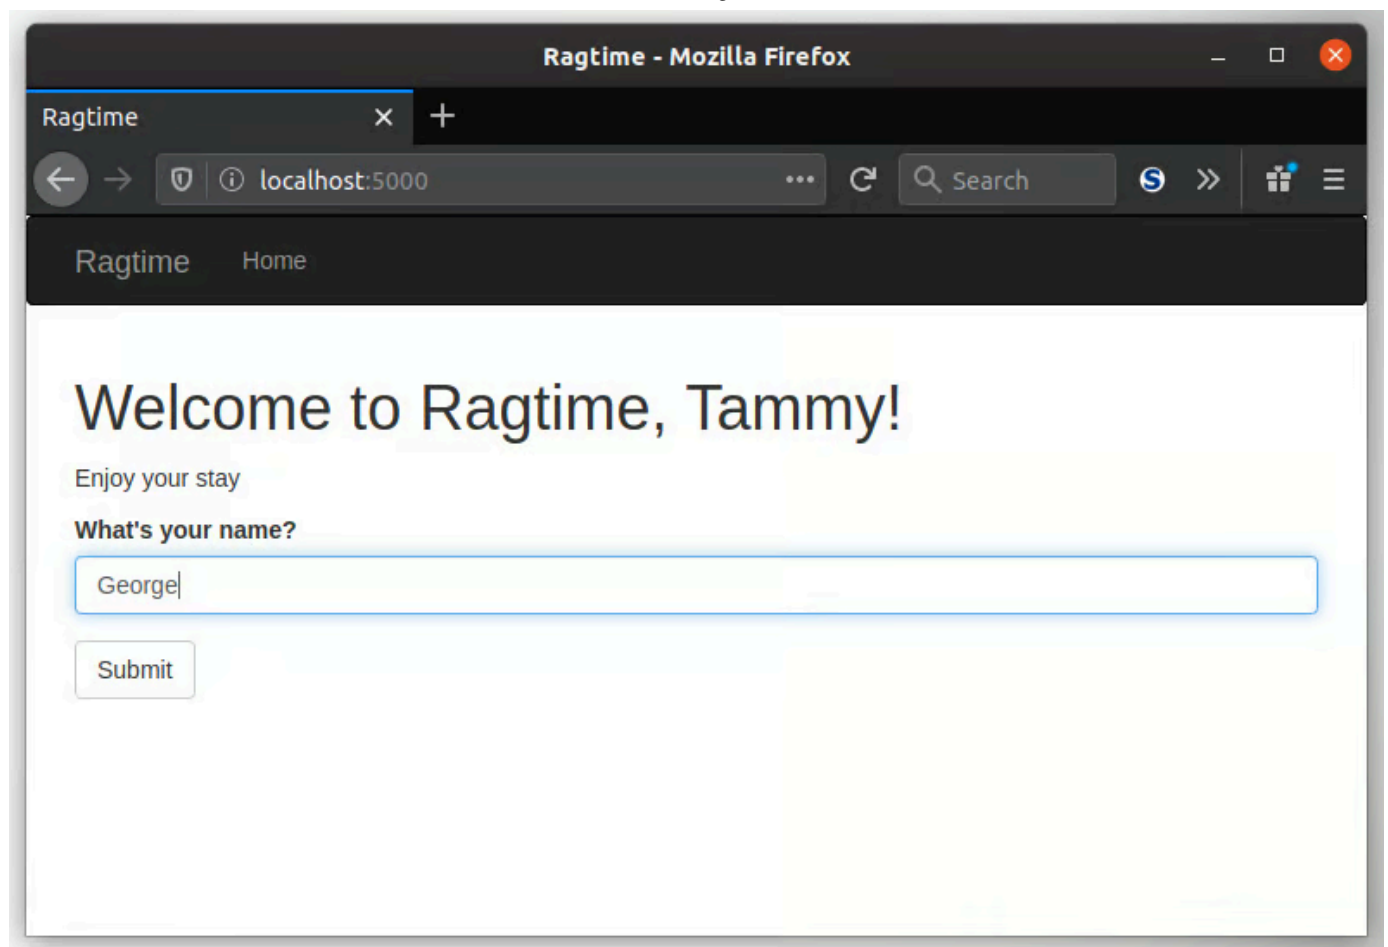 Ragtime - Mozilla Firefox
Ragtime
localhost:5000
Search
Ragtime Home
Welcome to Ragtime, Tammy!
Enjoy your stay
What's your name?
George
Submit